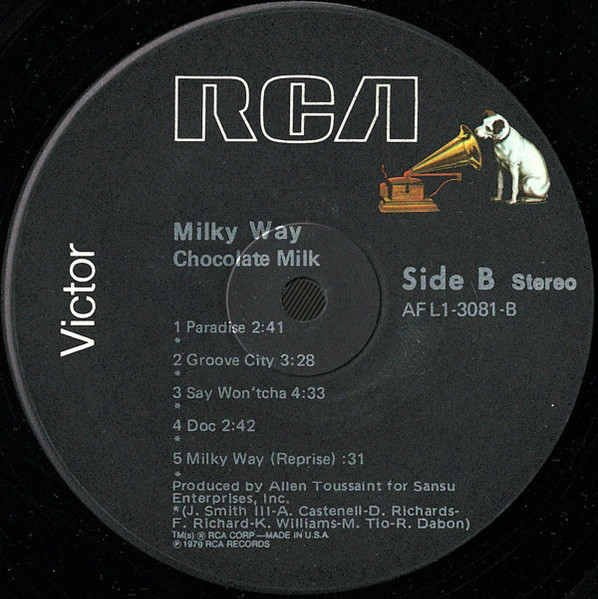 RCA
Victor
Milky Way
Chocolate Milk
Side B Stereo
AFL1-3081-B
1 Paradise 2:41
*
2 Groove City 3:28
*
3 Say Won'tcha 4:33
*
4 Doc 2:42
*
5 Milky Way (Reprise) :31
*
Produced by Allen Toussaint for Sansu
Enterprises, Inc.
*(J. Smith III-A. Castenell-D. Richards-
F. Richard-K. Williams-M. Tio-R. Dabon)
TM(s) ® RCA CORP—MADE IN U.S.A.
℗ 1979 RCA RECORDS